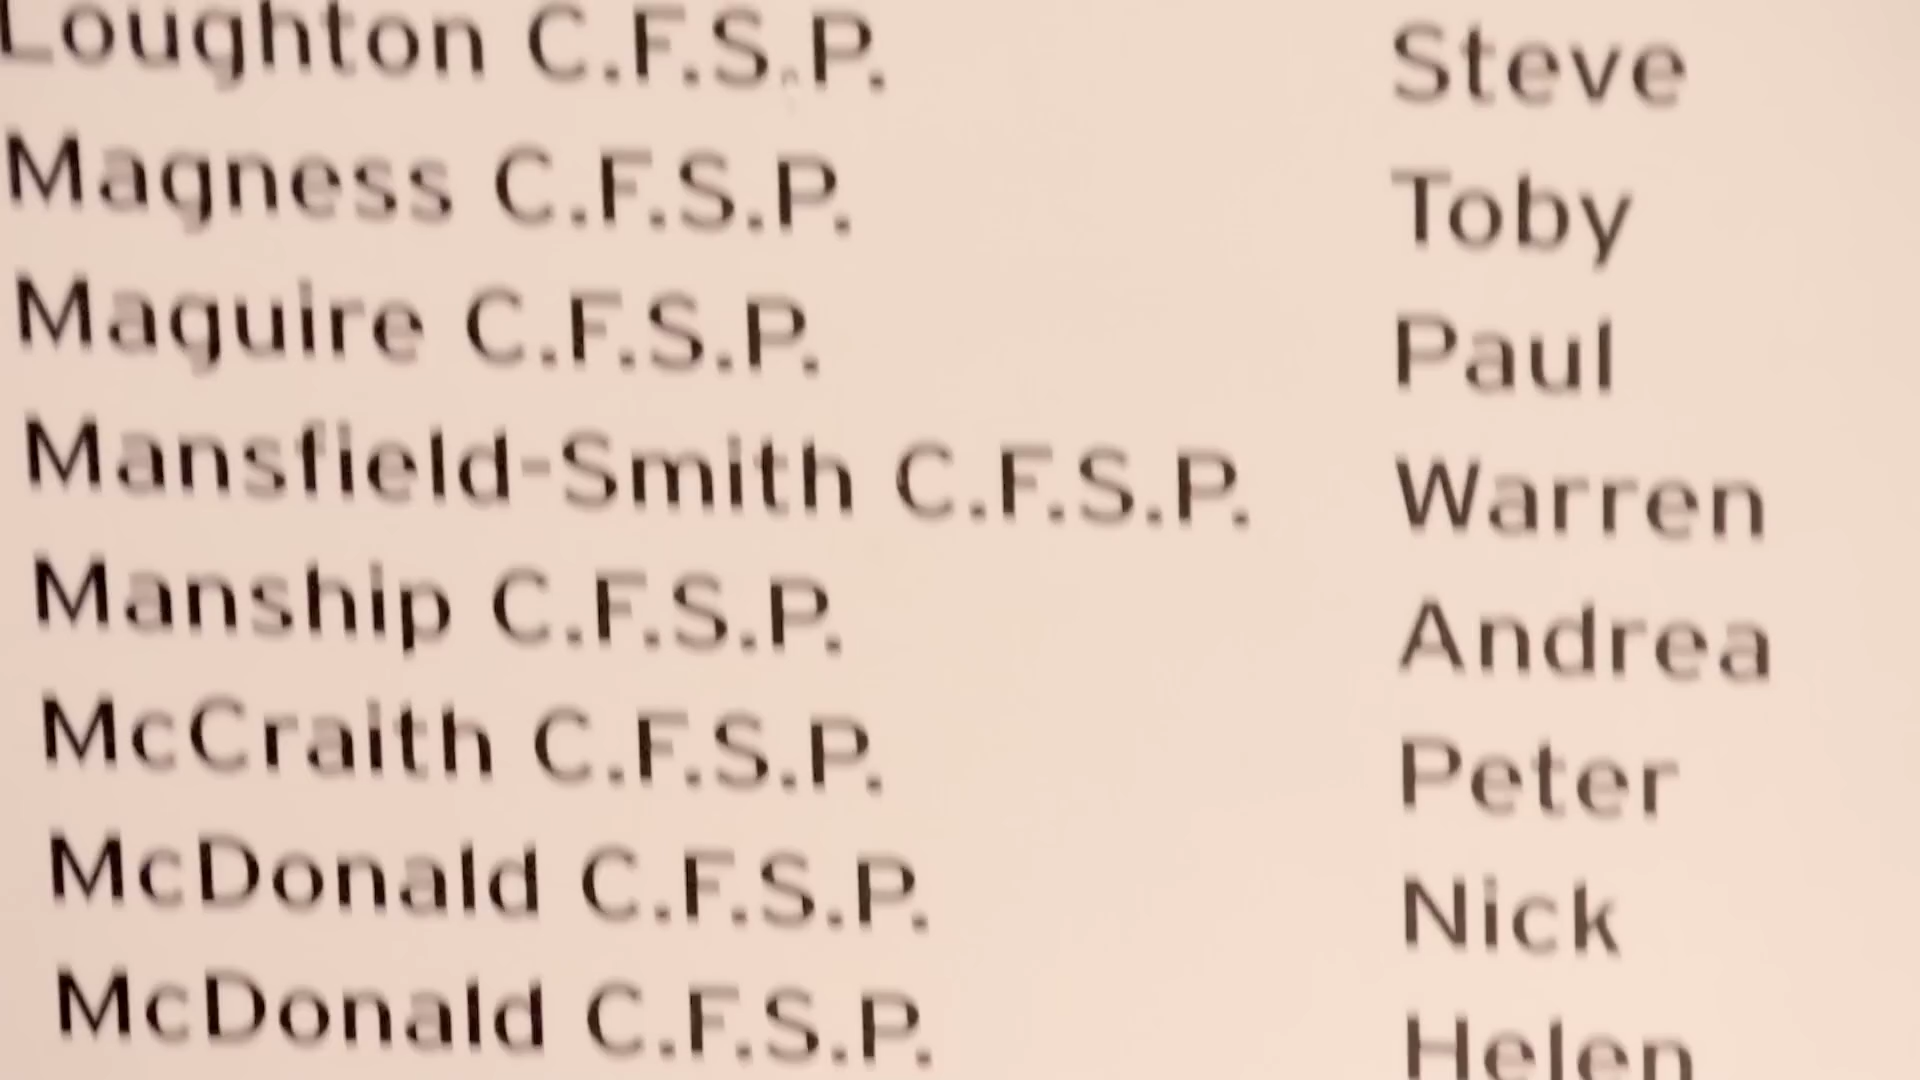 Loughton C.F.S.P. Steve
Magness C.F.S.P. Toby
Maguire C.F.S.P. Paul
Mansfield-Smith C.F.S.P. Warren
Manship C.F.S.P. Andrea
McCraith C.F.S.P. Peter
McDonald C.F.S.P. Nick
McDonald C.F.S.P. Helen